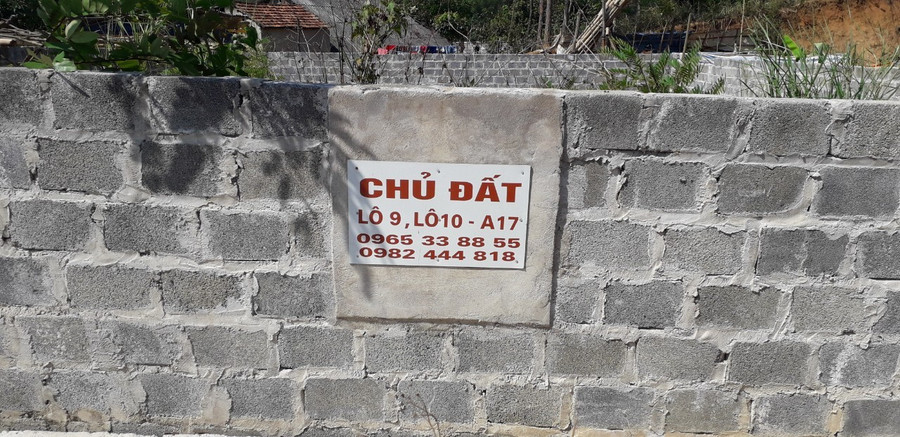 CHỦ ĐẤT
LÔ 9, LÔ10 - A17
0965 33 88 55
0982 444 818